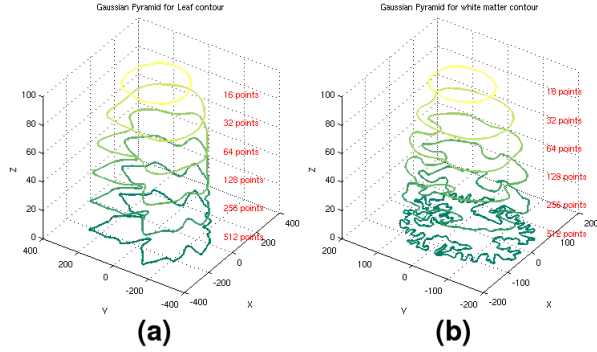 Gaussian Pyramid for Leaf contour
16 points
32 points
64 points
128 points
256 points
512 points
100
80
60
40
20
0
Z
400
200
0
-200
-400
Y
-400
-200
0
200
400
X
(a)
Gaussian Pyramid for white matter contour
16 points
32 points
64 points
128 points
256 points
512 points
100
80
60
40
20
0
Z
200
100
0
-100
-200
Y
-200
-100
0
100
200
X
(b)